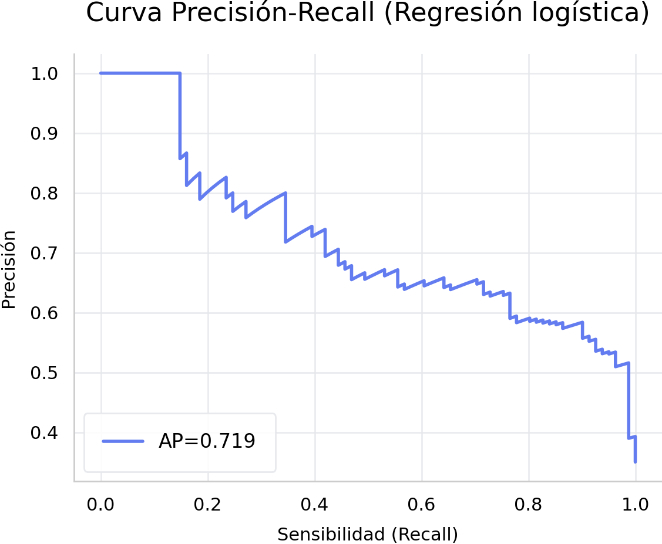 Curva Precisión-Recall (Regresión logística)
1.0
0.9
0.8
0.7
0.6
0.5
0.4
Precisión
AP=0.719
0.0 0.2 0.4 0.6 0.8 1.0
Sensibilidad (Recall)